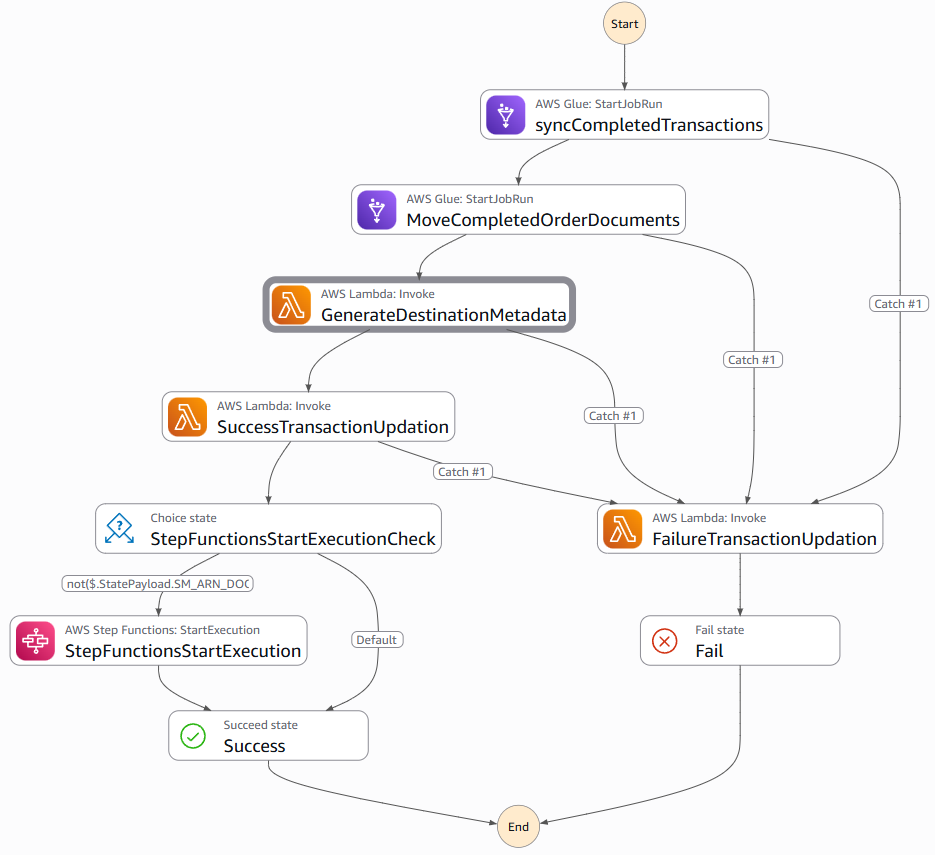 Start
AWS Glue: StartJobRun
syncCompletedTransactions
AWS Glue: StartJobRun
MoveCompletedOrderDocuments
AWS Lambda: Invoke
GenerateDestinationMetadata
Catch #1
Catch #1
AWS Lambda: Invoke
SuccessTransactionUpdation
Catch #1
Catch #1
Choice state
StepFunctionsStartExecutionCheck
AWS Lambda: Invoke
FailureTransactionUpdation
not($.StatePayload.SM_ARN_DOC
AWS Step Functions: StartExecution
StepFunctionsStartExecution
Default
Fail state
Fail
Succeed state
Success
End